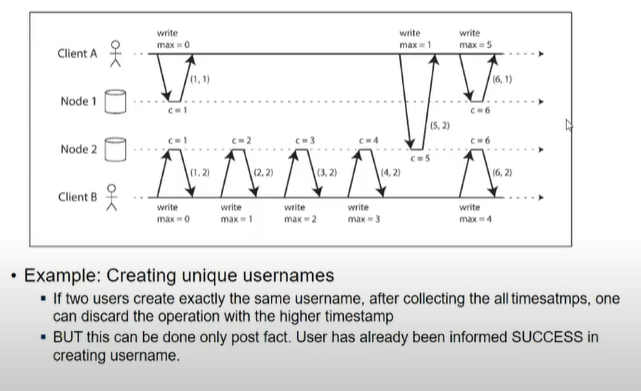 write
max = 0
write
max = 1
write
max = 5
Client A
(1, 1)
(6, 1)
Node 1
c = 1
c = 6
(5, 2)
Node 2
c = 1
c = 2
c = 3
c = 4
c = 5
c = 6
(1, 2)
(2, 2)
(3, 2)
(4, 2)
(6, 2)
Client B
write
max = 0
write
max = 1
write
max = 2
write
max = 3
write
max = 4
• Example: Creating unique usernames
▪ If two users create exactly the same username, after collecting the all timesatmps, one
can discard the operation with the higher timestamp
▪ BUT this can be done only post fact. User has already been informed SUCCESS in
creating username.